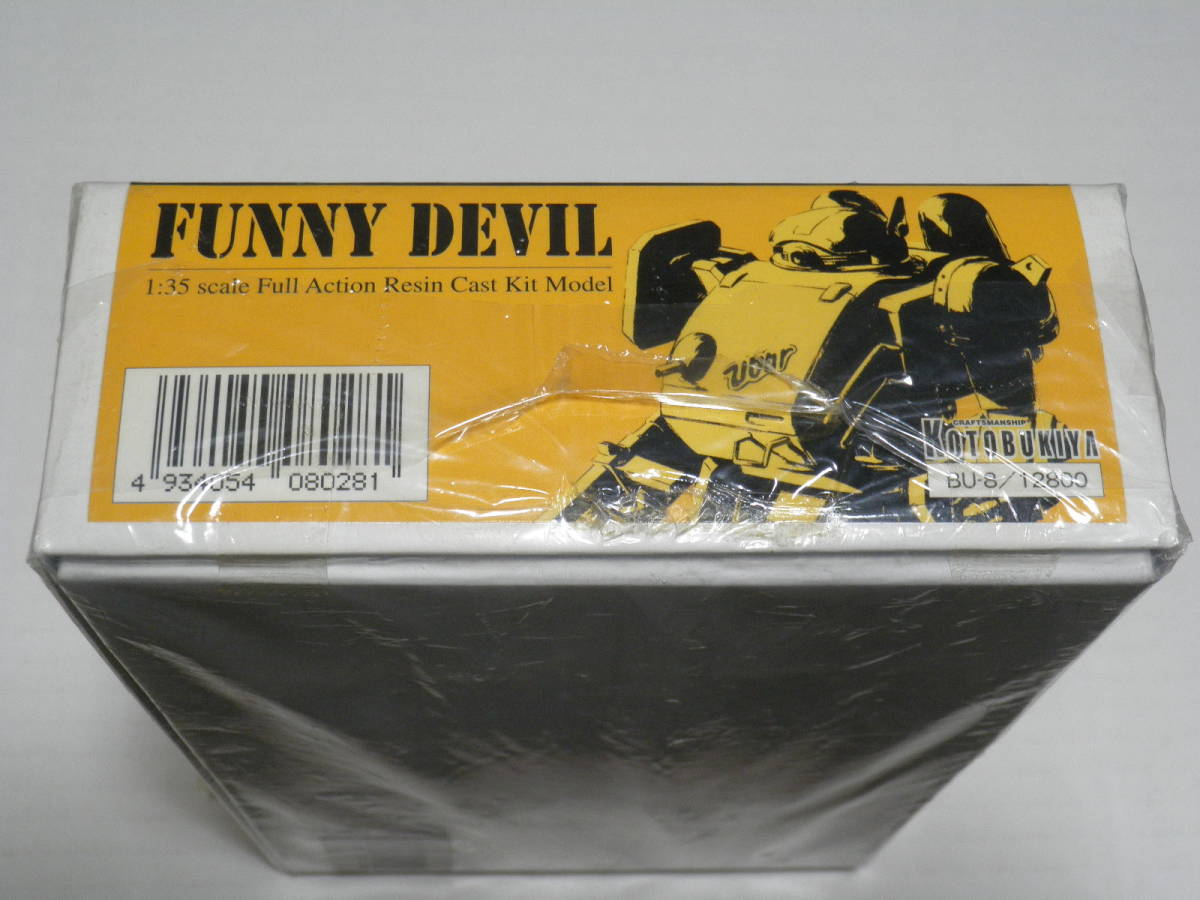 FUNNY DEVIL
1:35 scale Full Action Resin Cast Kit Model
4 934054 080281
CRAFTSMANSHIP
KOTOBUKIYA
BU-8/12800